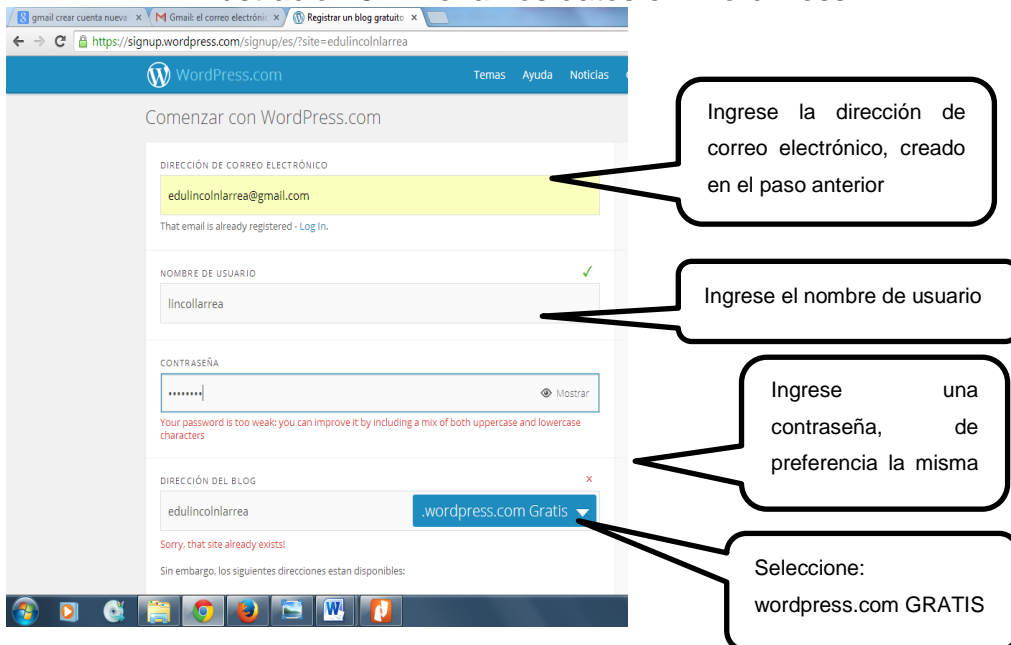 gmail crear cuenta nueva
Gmail: el correo electrónic
Registrar un blog gratuito
https://signup.wordpress.com/signup/es/?site=edulincolnlarrea
WordPress.com
Temas Ayuda Noticias
Comenzar con WordPress.com
DIRECCIÓN DE CORREO ELECTRÓNICO
edulincolnlarrea@gmail.com
That email is already registered - Log In.
NOMBRE DE USUARIO
lincollarrea
CONTRASEÑA
Mostrar
Your password is too weak: you can improve it by including a mix of both uppercase and lowercase
characters
DIRECCIÓN DEL BLOG
x
edulincolnlarrea
.wordpress.com Gratis
Sorry, that site already exists!
Sin embargo, los siguientes direcciones estan disponibles:
Ingrese la dirección de
correo electrónico, creado
en el paso anterior
Ingrese el nombre de usuario
Ingrese una
contraseña, de
preferencia la misma
Seleccione:
wordpress.com GRATIS